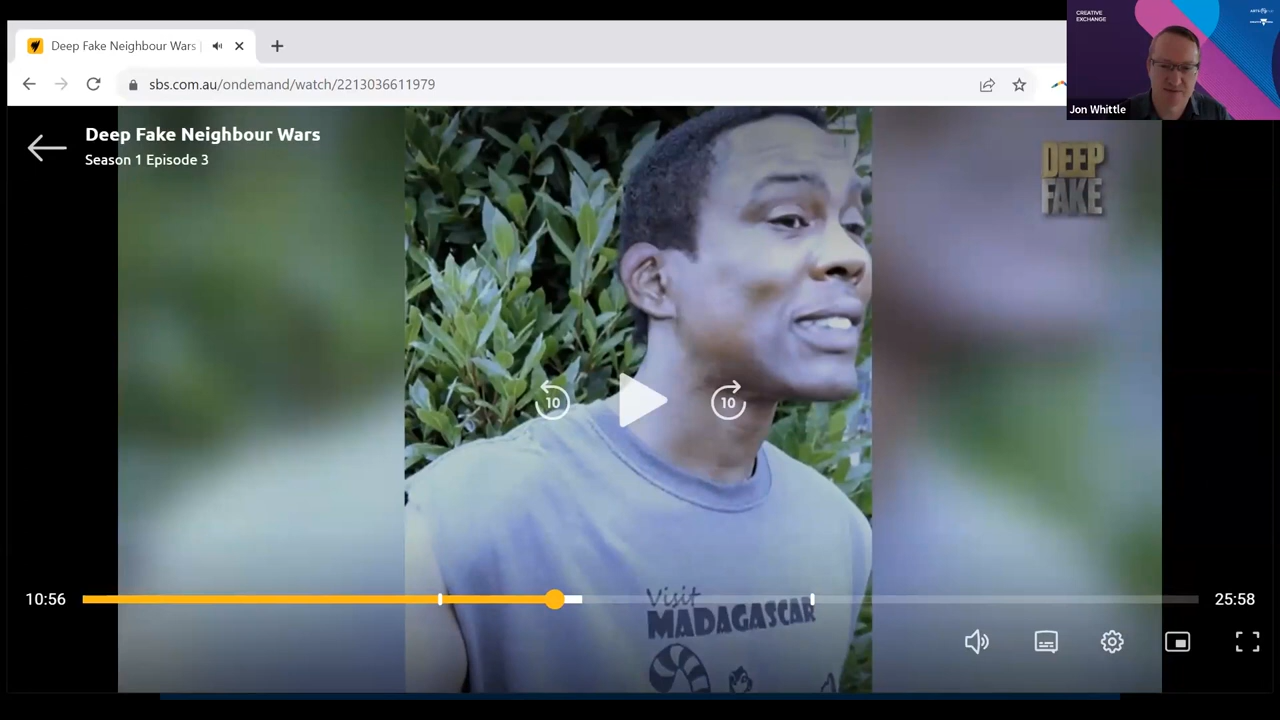 Deep Fake Neighbour Wars |
sbs.com.au/ondemand/watch/2213036611979
CREATIVE
EXCHANGE
Jon Whittle
Deep Fake Neighbour Wars
Season 1 Episode 3
DEEP
FAKE
10
10
Visit
MADAGASCAR
10:56
25:58